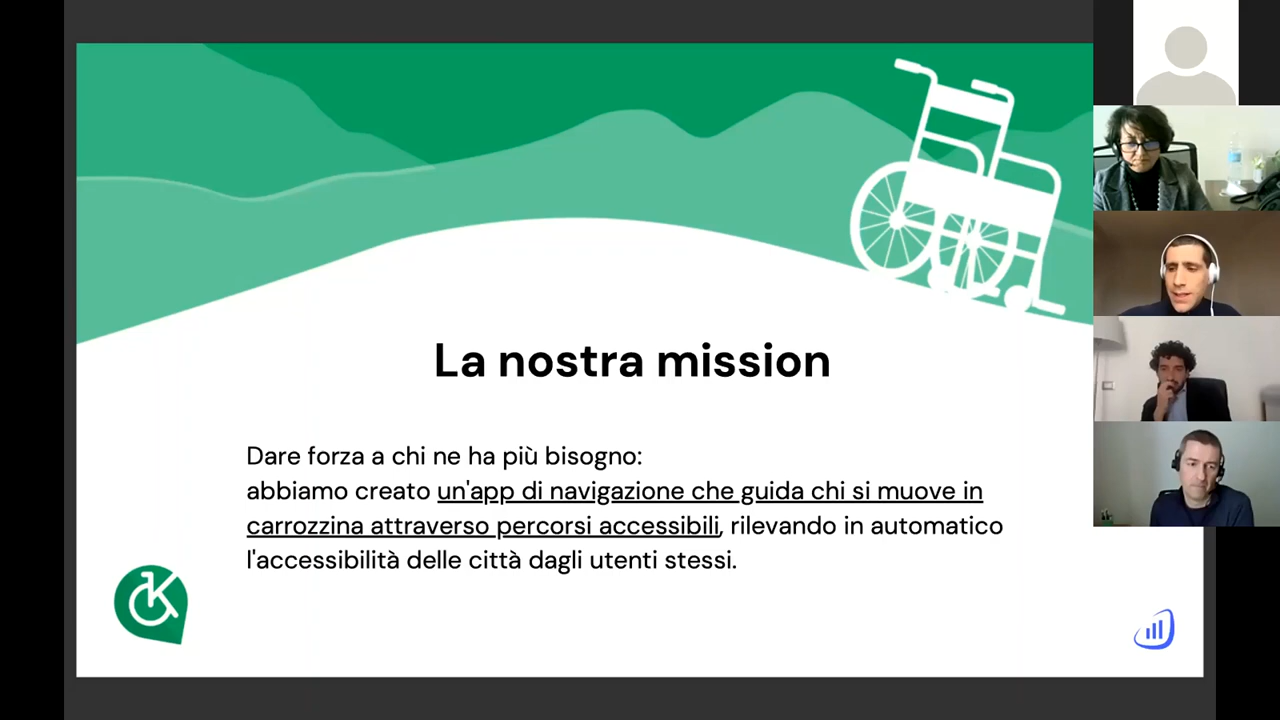 La nostra mission
Dare forza a chi ne ha più bisogno:
abbiamo creato un'app di navigazione che guida chi si muove in
carrozzina attraverso percorsi accessibili, rilevando in automatico
l'accessibilità delle città dagli utenti stessi.